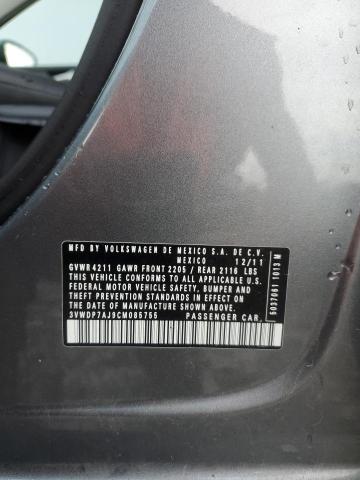 MFD BY VOLKSWAGEN DE MEXICO S.A. DE C.V.
MEXICO 12/11
GVWR 4211 GAWR FRONT 2205 / REAR 2116 LBS
THIS VEHICLE CONFORMS TO ALL APPLICABLE U.S.
FEDERAL MOTOR VEHICLE SAFETY, BUMPER AND
THEFT PREVENTION STANDARDS IN EFFECT ON THE
DATE OF MANUFACTURE SHOWN ABOVE.
3VWDP7AJ9CM085755 PASSENGER CAR.
5037061 1013 M